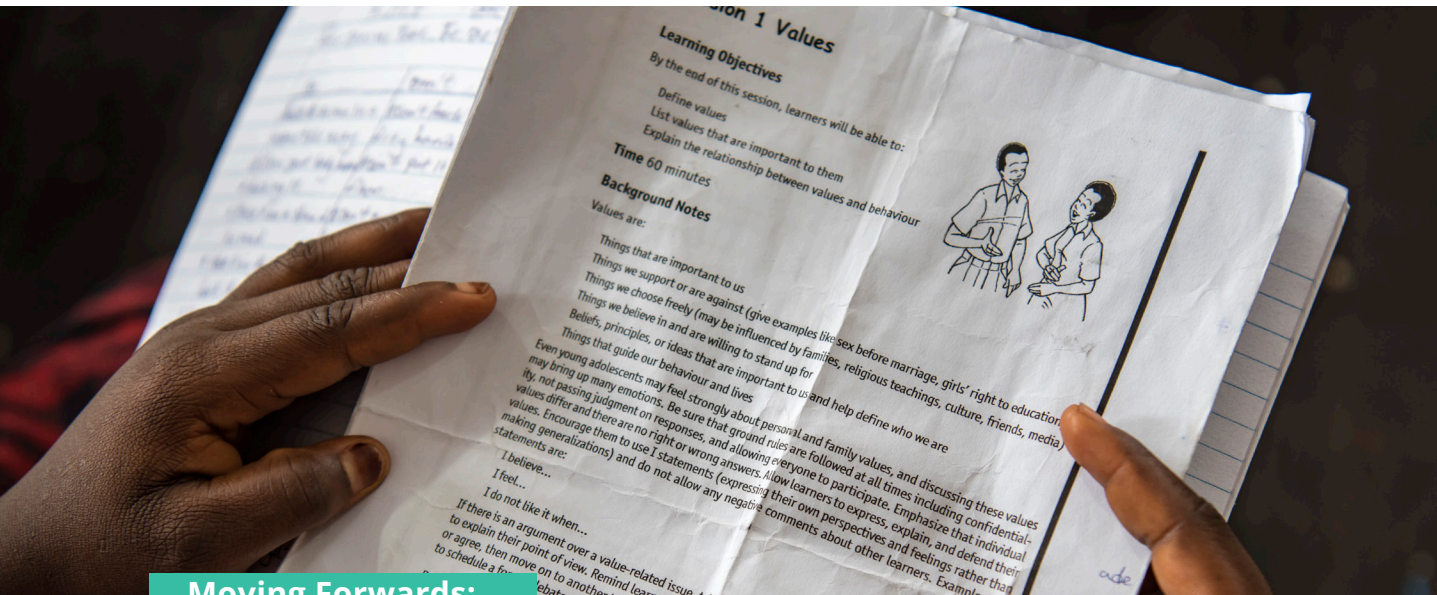 ion 1 Values
Learning Objectives
By the end of this session, learners will be able to:
Define values
List values that are important to them
Explain the relationship between values and behaviour
Time 60 minutes
Background Notes
Values are:
Things that are important to us
Things we support or are against (give examples like sex before marriage, girls' right to education
Things we choose freely (may be influenced by families, religious teachings, culture, friends, media)
Things we believe in and are willing to stand up for
Beliefs, principles, or ideas that are important to us and help define who we are
Things that guide our behaviour and lives
Even young adolescents may feel strongly about personal and family values, and discussing these values
may bring up many emotions. Be sure that ground rules are followed at all times including confidential-
ity, not passing judgment on responses, and allowing everyone to participate. Emphasize that individual
values differ and there are no right or wrong answers. Allow learners to express, explain, and defend their
values. Encourage them to use I statements (expressing their own perspectives and feelings rather than
making generalizations) and do not allow any negative comments about other learners. Example
statements are:
I believe...
I feel...
I do not like it when...
If there is an argument over a value-related issue
to explain their point of view. Remind
or agree, then move on to another
to schedule a
Moving Forwards: